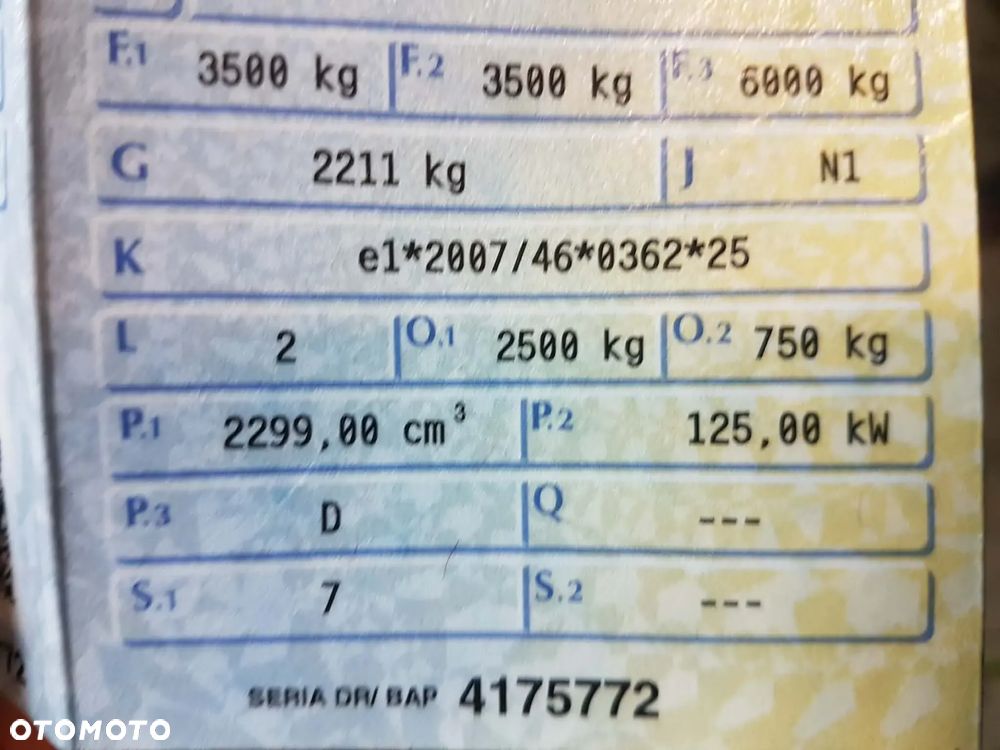 F.1 3500 kg F.2 3500 kg F.3 6000 kg
G 2211 kg J N1
K e1*2007/46*0362*25
L 2 O.1 2500 kg O.2 750 kg
P.1 2299,00 cm³ P.2 125,00 kW
P.3 D Q ---
S.1 7 S.2 ---
SERIA DR/ BAP 4175772
OTOMOTO